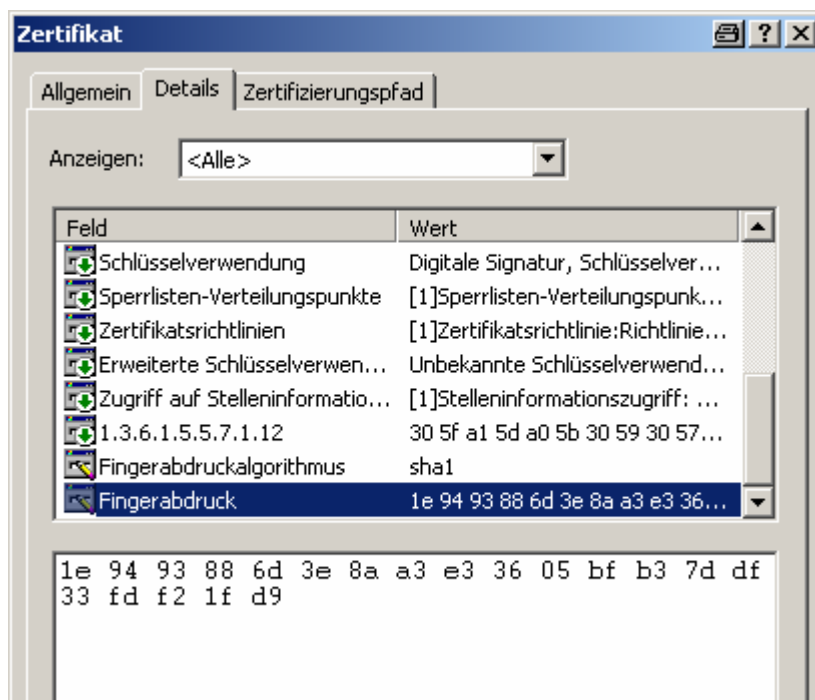 Zertifikat
Allgemein Details Zertifizierungspfad
Anzeigen: <Alle>
Feld Wert
Schlüsselverwendung Digitale Signatur, Schlüsselver...
Sperrlisten-Verteilungspunkte [1]Sperrlisten-Verteilungspunk...
Zertifikatsrichtlinien [1]Zertifikatsrichtlinie:Richtlinie...
Erweiterte Schlüsselverwen... Unbekannte Schlüsselverwend...
Zugriff auf Stelleninformatio... [1]Stelleninformationszugriff: ...
1.3.6.1.5.5.7.1.12 30 5f a1 5d a0 5b 30 59 30 57...
Fingerabdruckalgorithmus sha1
Fingerabdruck 1e 94 93 88 6d 3e 8a a3 e3 36...
1e 94 93 88 6d 3e 8a a3 e3 36 05 bf b3 7d df
33 fd f2 1f d9